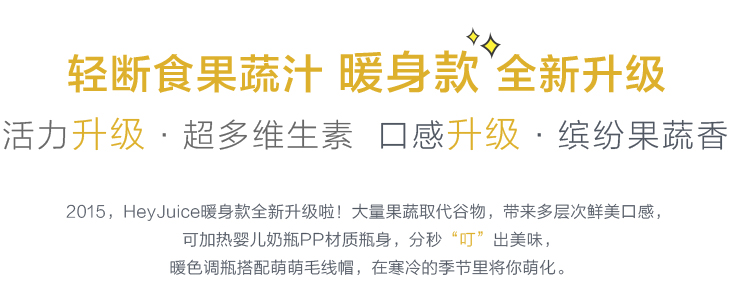 轻断食果蔬汁 暖身款 全新升级
活力升级 · 超多维生素 口感升级 · 缤纷果蔬香
2015，HeyJuice暖身款全新升级啦！大量果蔬取代谷物，带来多层次鲜美口感，
可加热婴儿奶瓶PP材质瓶身，分秒“叮”出美味，
暖色调瓶搭配萌萌毛线帽，在寒冷的季节里将你萌化。